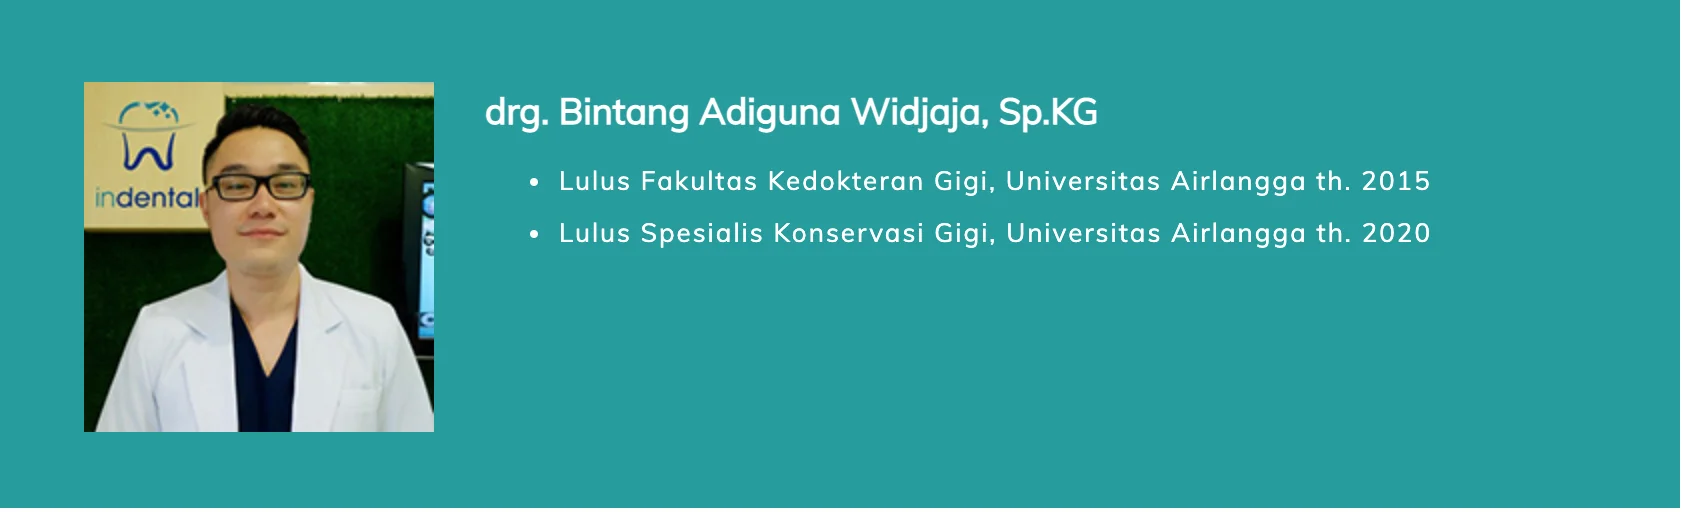 indental
drg. Bintang Adiguna Widjaja, Sp.KG
Lulus Fakultas Kedokteran Gigi, Universitas Airlangga th. 2015
Lulus Spesialis Konservasi Gigi, Universitas Airlangga th. 2020